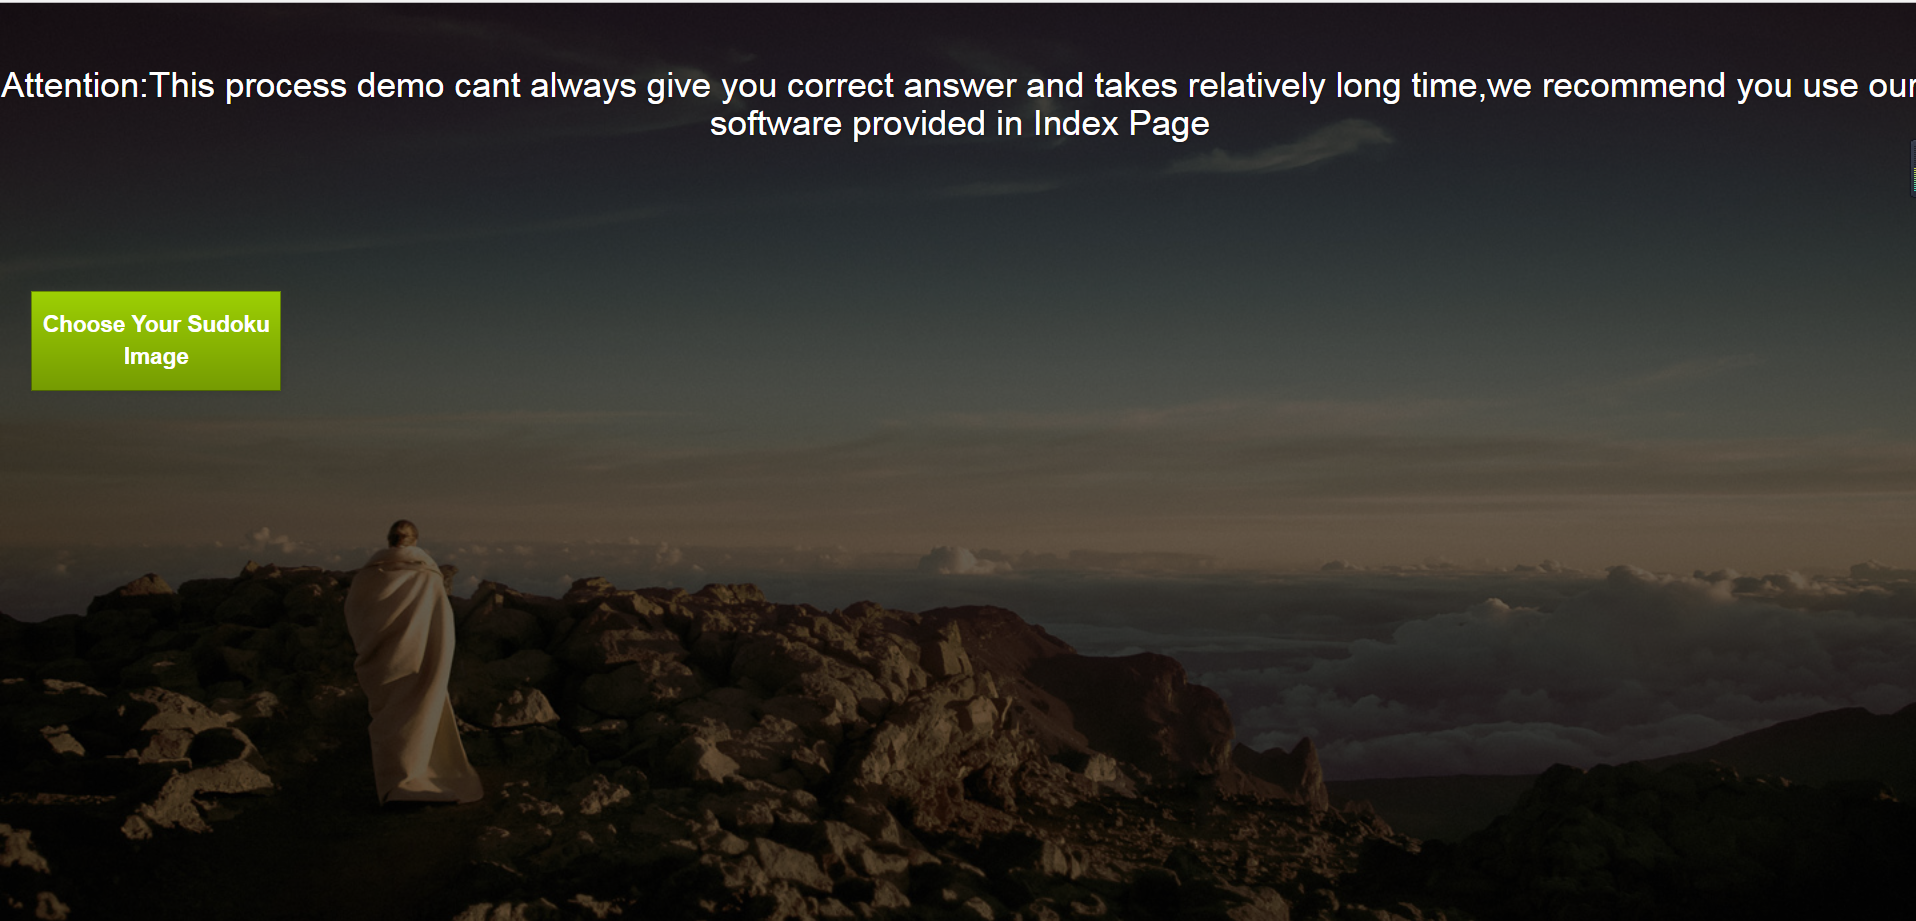 Attention:This process demo cant always give you correct answer and takes relatively long time,we recommend you use our
software provided in Index Page
Choose Your Sudoku
Image